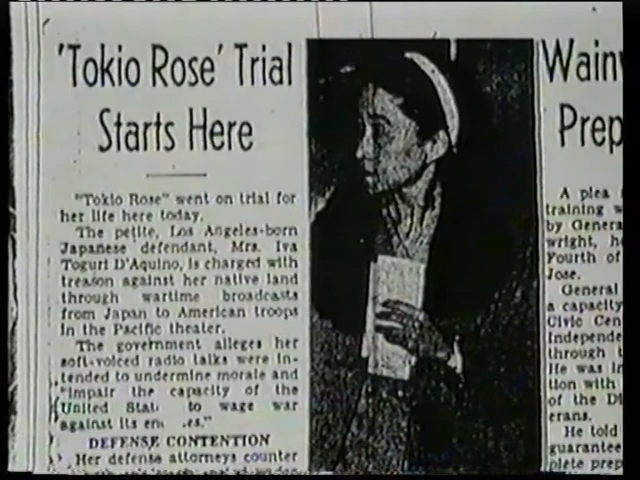 'Tokio Rose' Trial
Starts Here
"Tokio Rose" went on trial for
her life here today.
The petite, Los Angeles-born
Japanese defendant, Mrs. Iva
Toguri D'Aquino, is charged with
treason against her native land
through wartime broadcasts
from Japan to American troops
in the Pacific theater.
The government alleges her
soft-voiced radio talks were in-
tended to undermine morale and
"impair the capacity of the
United Stat to wage war
against its en es."
DEFENSE CONTENTION
Her defense attorneys counter
Wain
Prep
A plea
training w
by Genera
wright, h
Fourth of
Jose.
General
a capacity
Civic Cen
Independe
through t
He was in
tion with
of the Di
erans.
He told
guarantee
plete prep